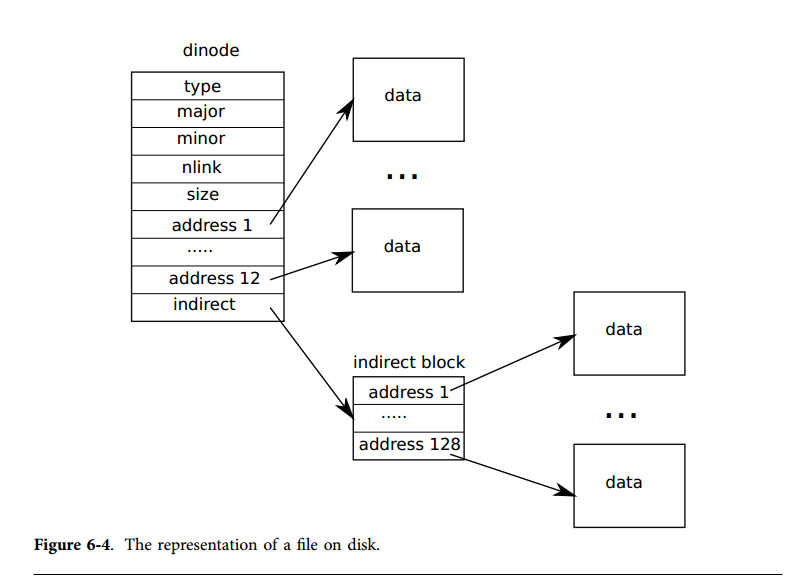 dinode
type
major
minor
nlink
size
address 1
.....
address 12
indirect
data
...
data
indirect block
address 1
.....
address 128
data
...
data
Figure 6-4. The representation of a file on disk.